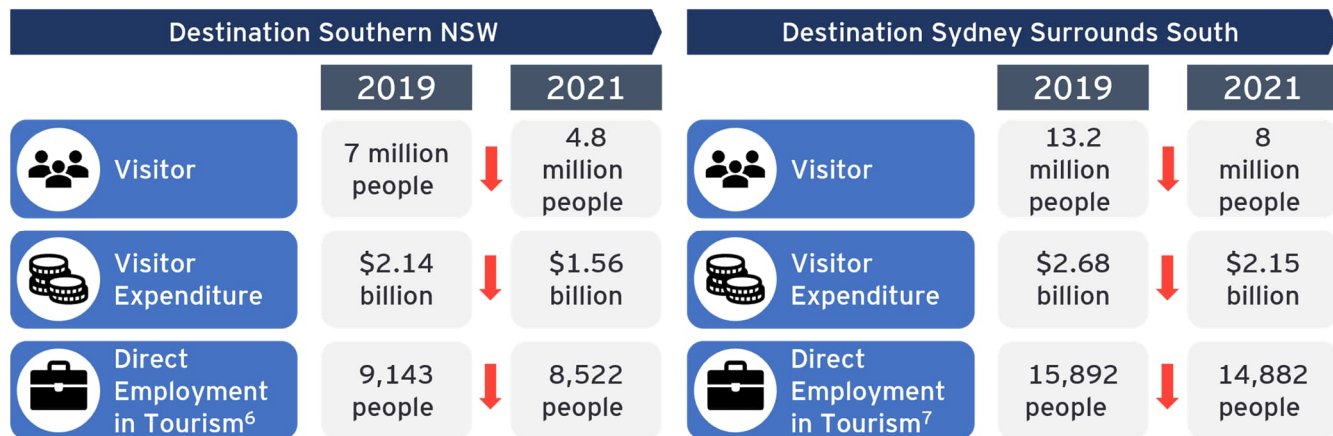 Destination Southern NSW
2019
2021
Visitor
7 million
people
4.8
million
people
Visitor
Expenditure
$2.14
billion
$1.56
billion
Direct
Employment
in Tourism⁶
9,143
people
8,522
people
Destination Sydney Surrounds South
2019
2021
Visitor
13.2
million
people
8
million
people
Visitor
Expenditure
$2.68
billion
$2.15
billion
Direct
Employment
in Tourism⁷
15,892
people
14,882
people